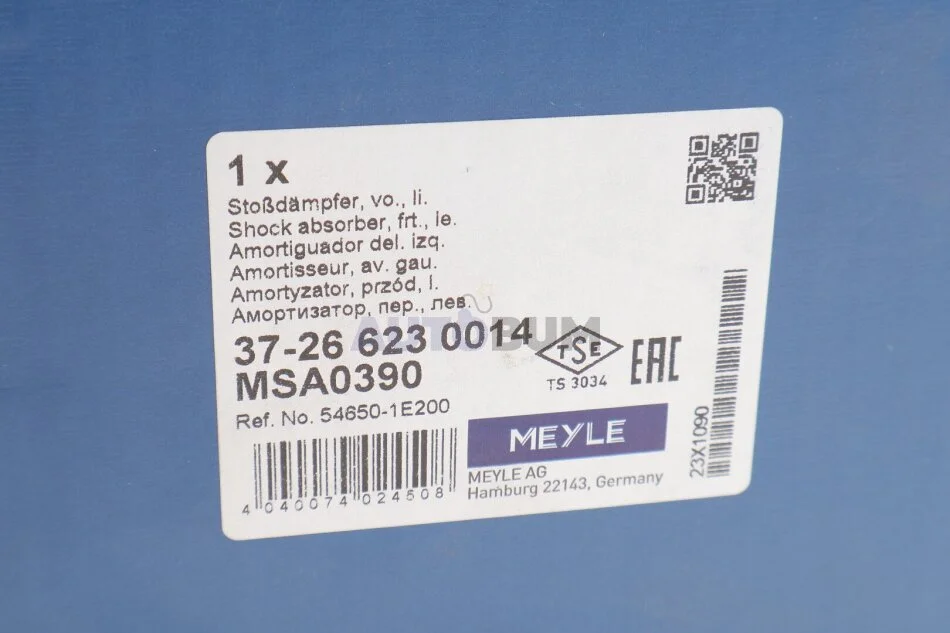 1 x
Stoßdämpfer, vo., li.
Shock absorber, frt., le.
Amortiguador del. izq.
Amortisseur, av. gau.
Amortyzator, przód, l.
Амортизатор, пер., лев.
AUTOBUM
37-26 623 0014
MSA0390
Ref. No. 54650-1E200
4 040074 024508
TSE
TS 3034
EAC
MEYLE
MEYLE AG
Hamburg 22143, Germany
23X1090